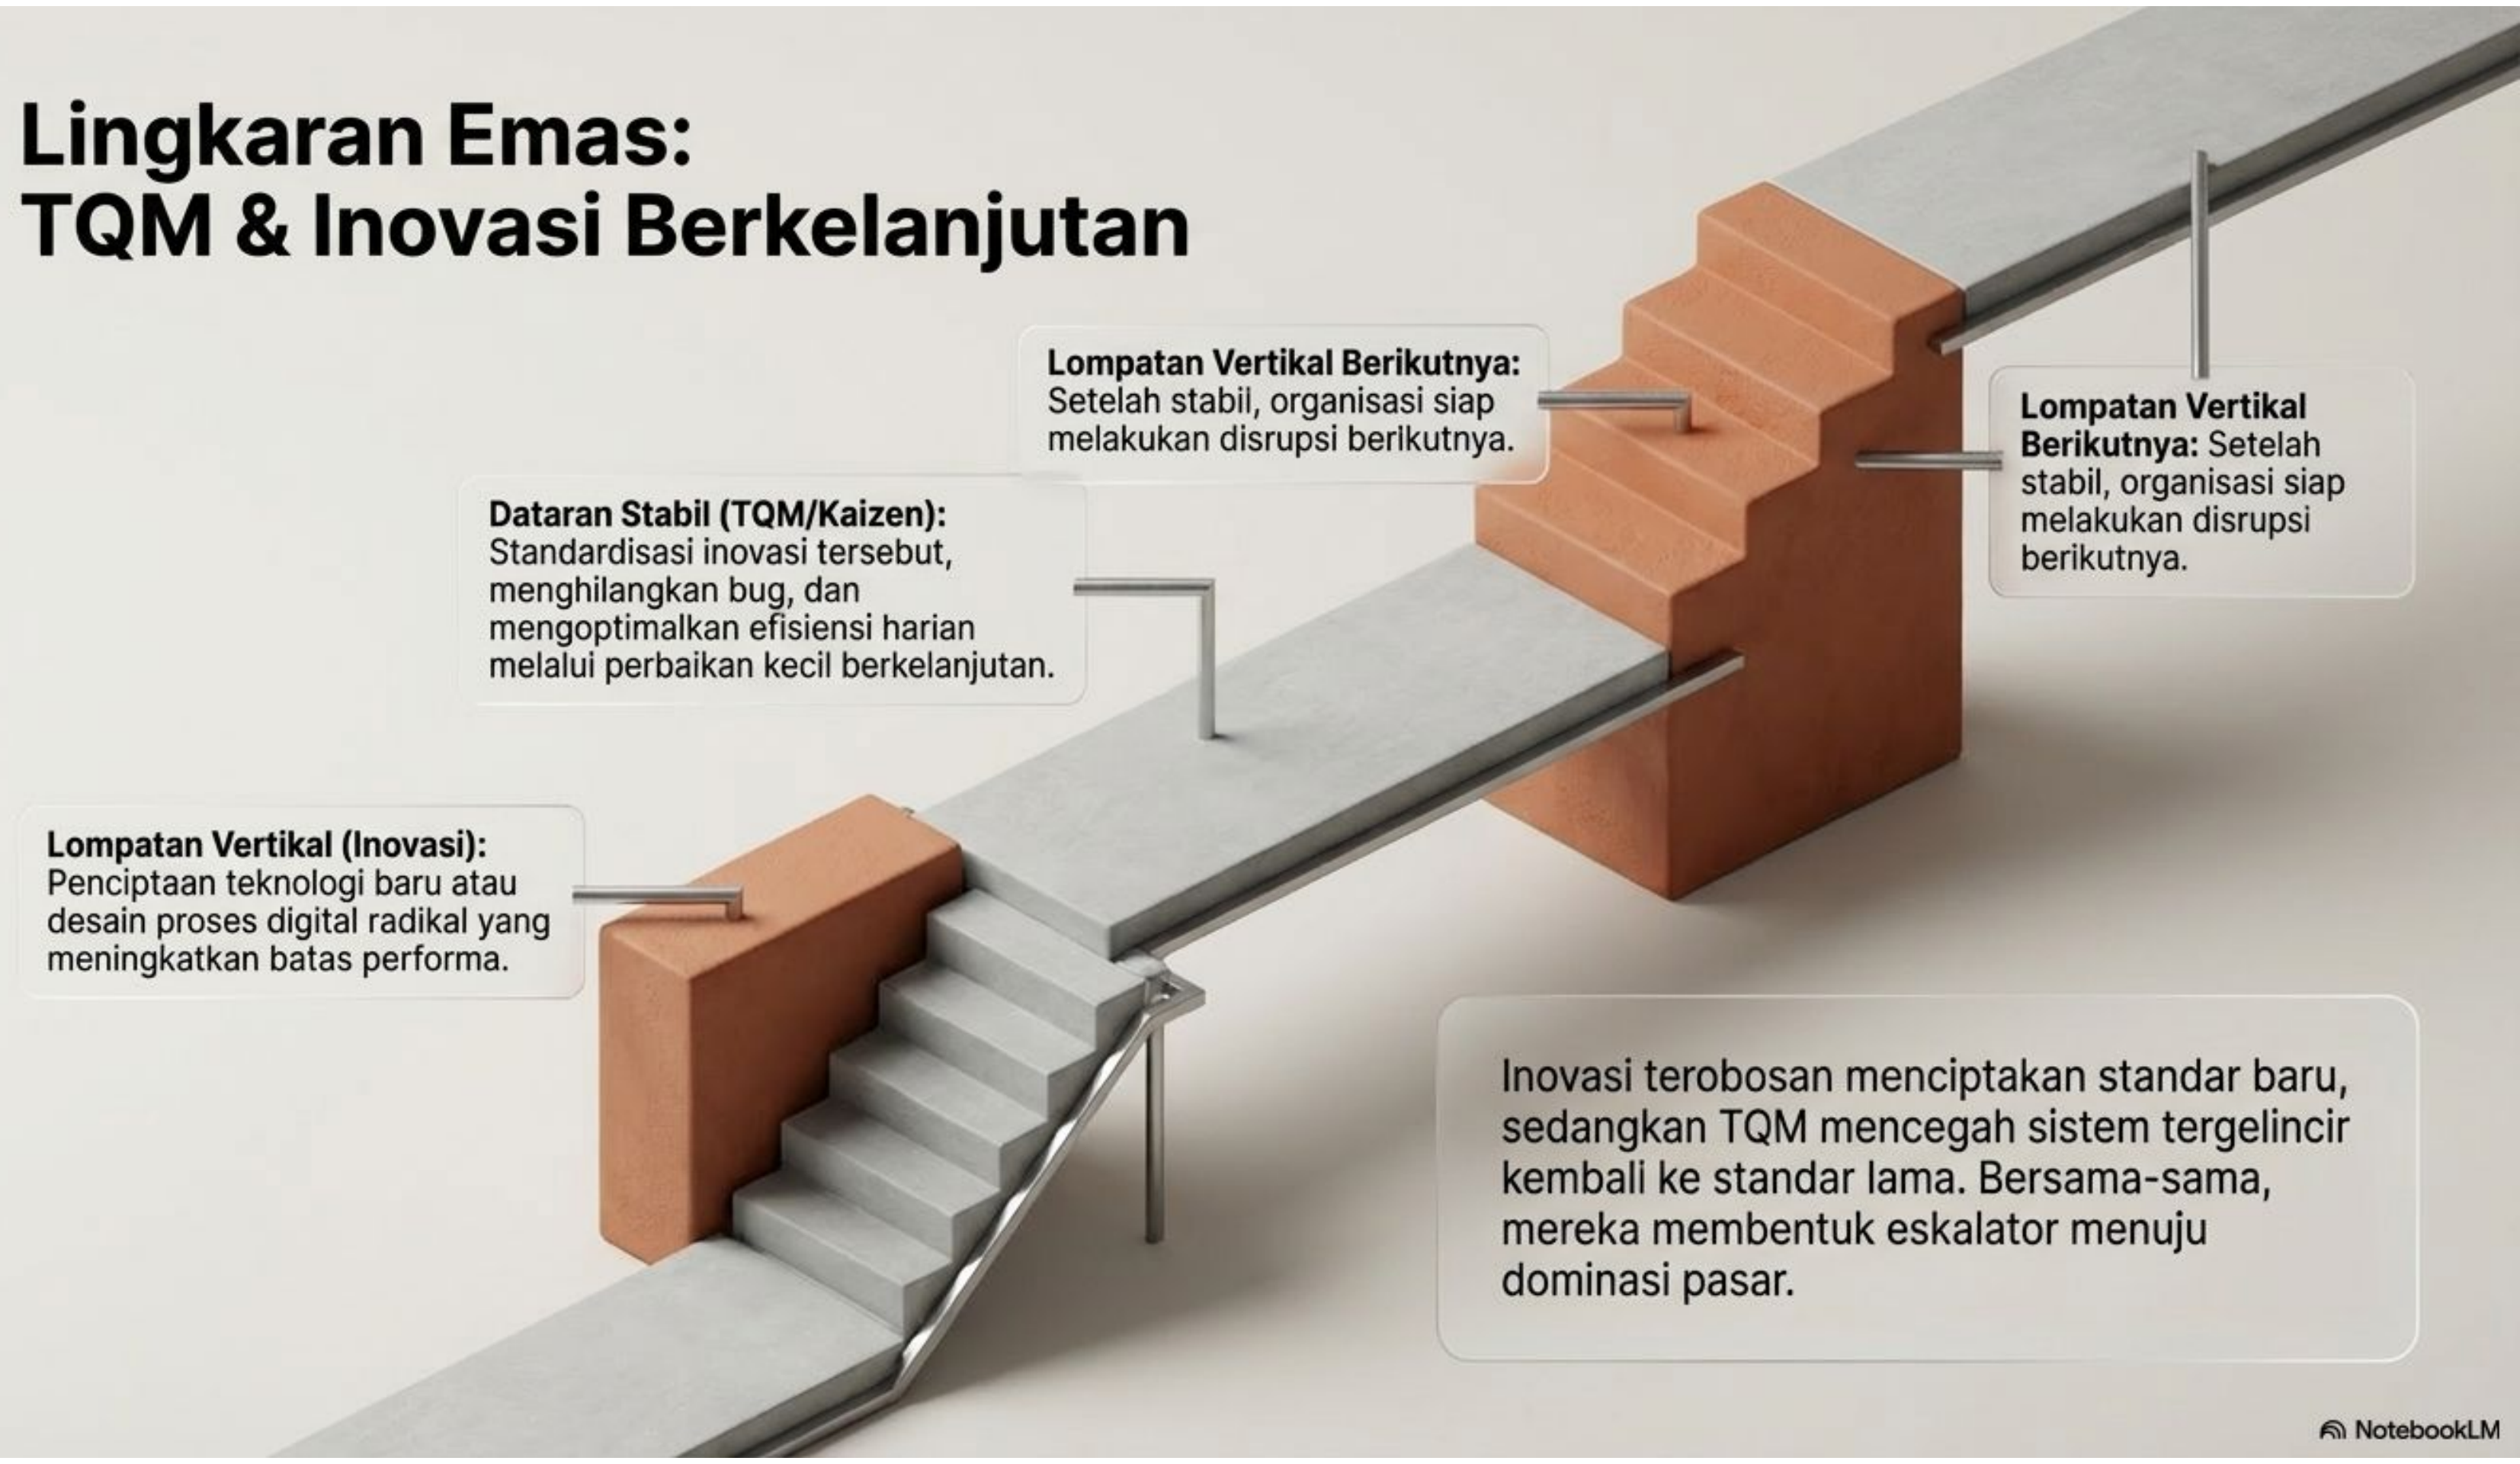 Lingkaran Emas:
TQM & Inovasi Berkelanjutan
Lompatan Vertikal Berikutnya:
Setelah stabil, organisasi siap
melakukan disrupsi berikutnya.
Lompatan Vertikal
Berikutnya: Setelah
stabil, organisasi siap
melakukan disrupsi
berikutnya.
Dataran Stabil (TQM/Kaizen):
Standardisasi inovasi tersebut,
menghilangkan bug, dan
mengoptimalkan efisiensi harian
melalui perbaikan kecil berkelanjutan.
Lompatan Vertikal (Inovasi):
Penciptaan teknologi baru atau
desain proses digital radikal yang
meningkatkan batas performa.
Inovasi terobosan menciptakan standar baru,
sedangkan TQM mencegah sistem tergelincir
kembali ke standar lama. Bersama-sama,
mereka membentuk eskalator menuju
dominasi pasar.
NotebookLM